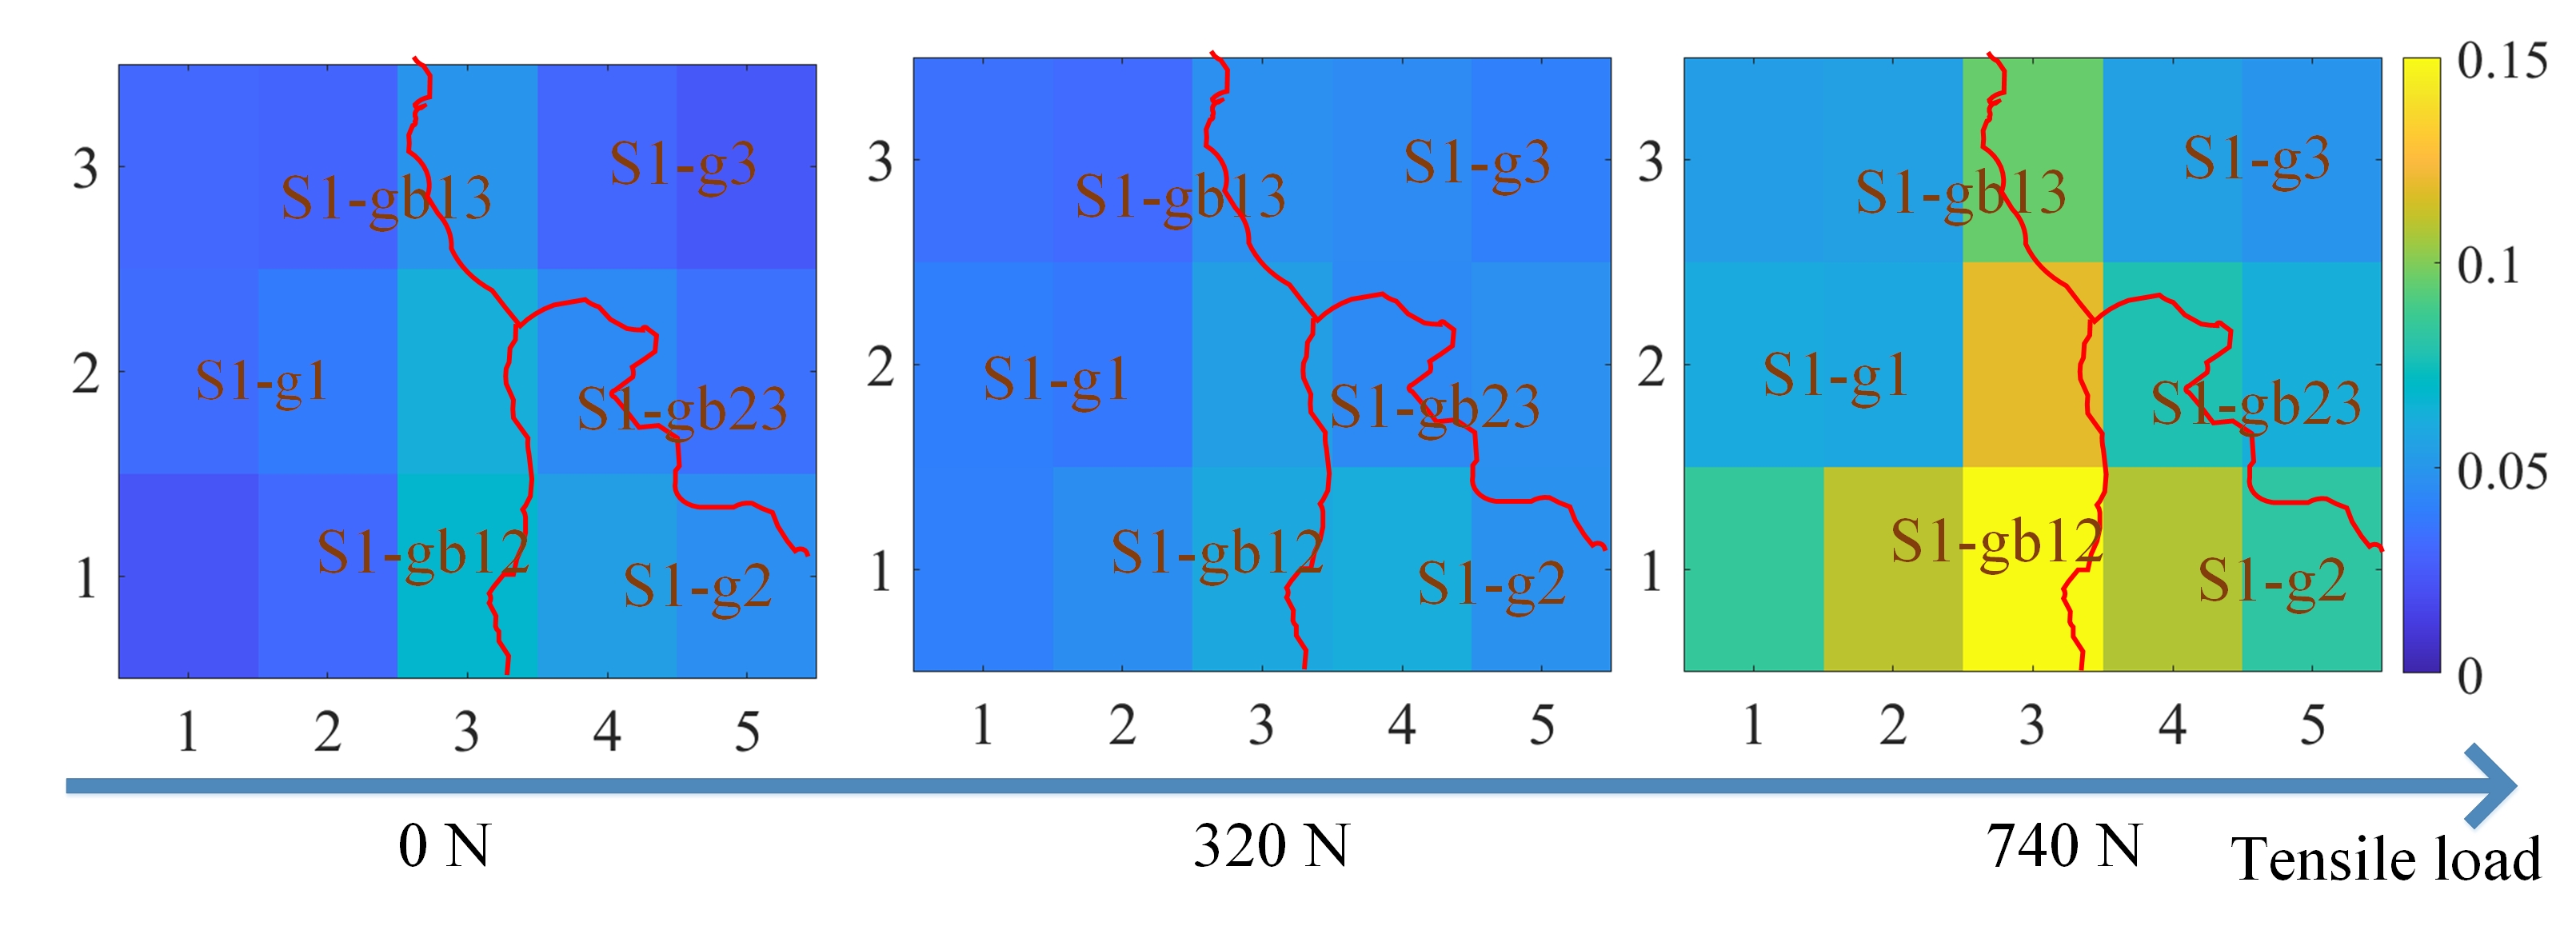 3
2
1
1 2 3 4 5
S1-gb13
S1-g3
S1-g1
S1-gb23
S1-gb12
S1-g2
0 N
3
2
1
1 2 3 4 5
S1-gb13
S1-g3
S1-g1
S1-gb23
S1-gb12
S1-g2
320 N
3
2
1
1 2 3 4 5
S1-gb13
S1-g3
S1-g1
S1-gb23
S1-gb12
S1-g2
740 N
0.15
0.1
0.05
0
Tensile load